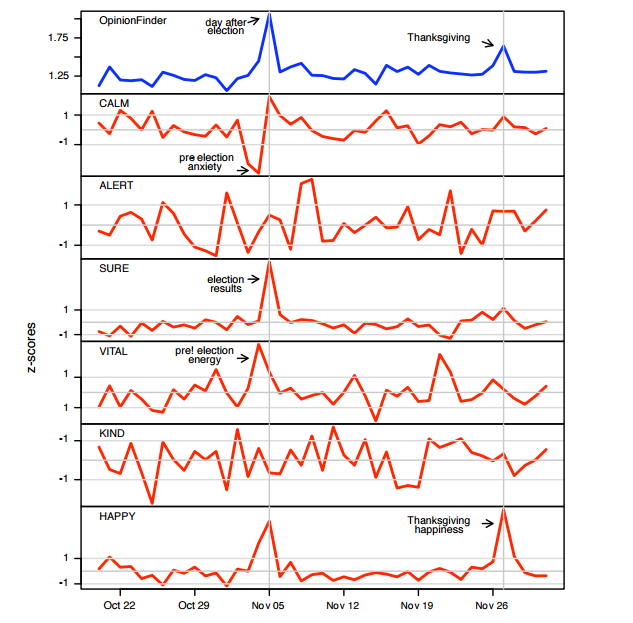 OpinionFinder
day after
election
Thanksgiving
1.75
1.25
CALM
1
-1
pre election
anxiety
ALERT
1
-1
SURE
election
results
1
-1
VITAL
pre! election
energy
1
1
KIND
-1
-1
HAPPY
Thanksgiving
happiness
1
-1
z-scores
Oct 22
Oct 29
Nov 05
Nov 12
Nov 19
Nov 26